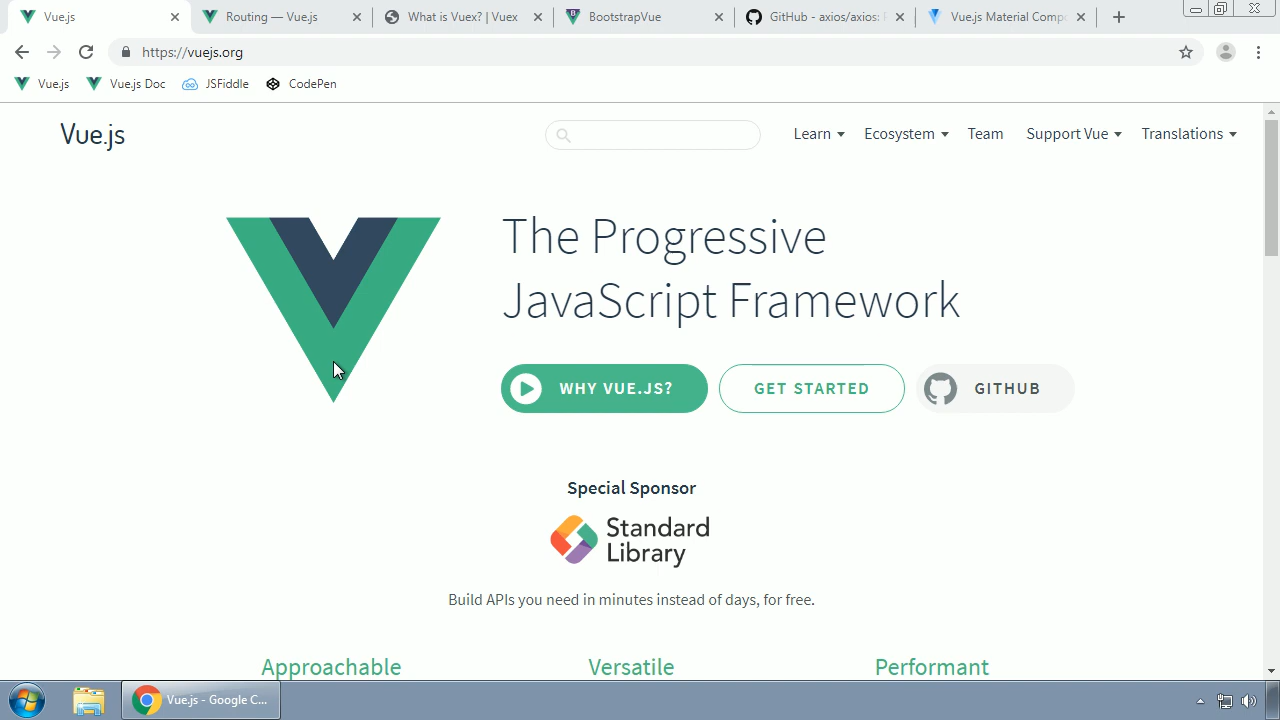 Vue.js
Routing — Vue.js
What is Vuex? | Vuex
BootstrapVue
GitHub - axios/axios:
Vue.js Material Compo
https://vuejs.org
Vue.js
Vue.js Doc
JSFiddle
CodePen
Vue.js
Learn
Ecosystem
Team
Support Vue
Translations
The Progressive
JavaScript Framework
WHY VUE.JS?
GET STARTED
GITHUB
Special Sponsor
Standard
Library
Build APIs you need in minutes instead of days, for free.
Approachable
Versatile
Performant
Vue.js - Google C...